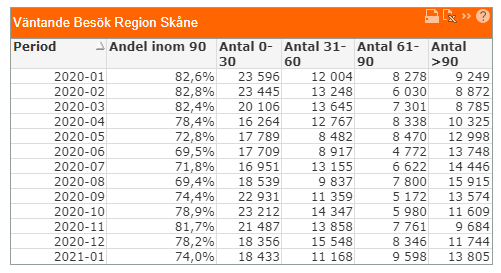 Väntande Besök Region Skåne
Period Andel inom 90 Antal 0-30 Antal 31-60 Antal 61-90 Antal >90
2020-01 82,6% 23 596 12 004 8 278 9 249
2020-02 82,8% 23 445 13 248 6 030 8 872
2020-03 82,4% 20 106 13 645 7 301 8 785
2020-04 78,4% 16 264 12 767 8 338 10 325
2020-05 72,8% 17 789 8 482 8 470 12 998
2020-06 69,5% 17 709 8 917 4 772 13 748
2020-07 71,8% 16 951 13 155 6 622 14 446
2020-08 69,4% 18 539 9 837 7 800 15 915
2020-09 74,4% 22 931 11 359 5 172 13 574
2020-10 78,9% 23 212 14 347 5 980 11 609
2020-11 81,7% 21 487 13 858 7 761 9 684
2020-12 78,2% 18 356 15 548 8 346 11 744
2021-01 74,0% 18 433 11 168 9 598 13 805